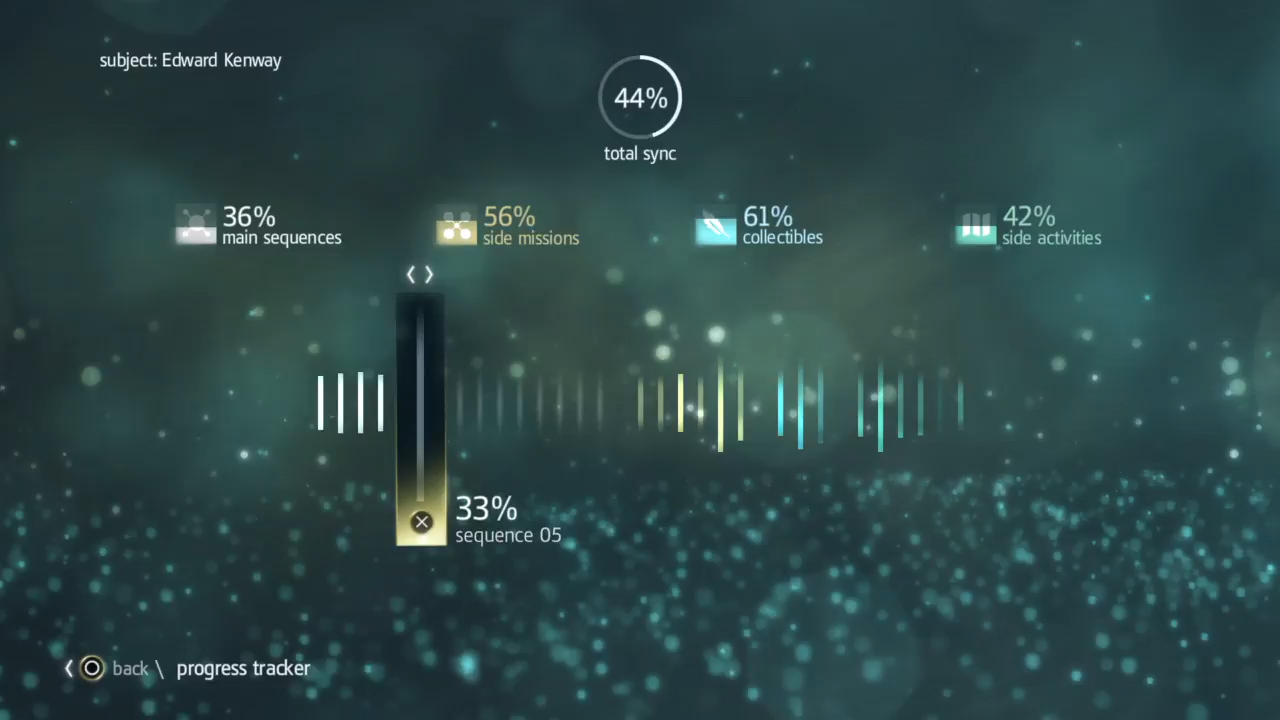 subject: Edward Kenway
44%
total sync
36%
main sequences
56%
side missions
61%
collectibles
42%
side activities
33%
sequence 05
back \ progress tracker